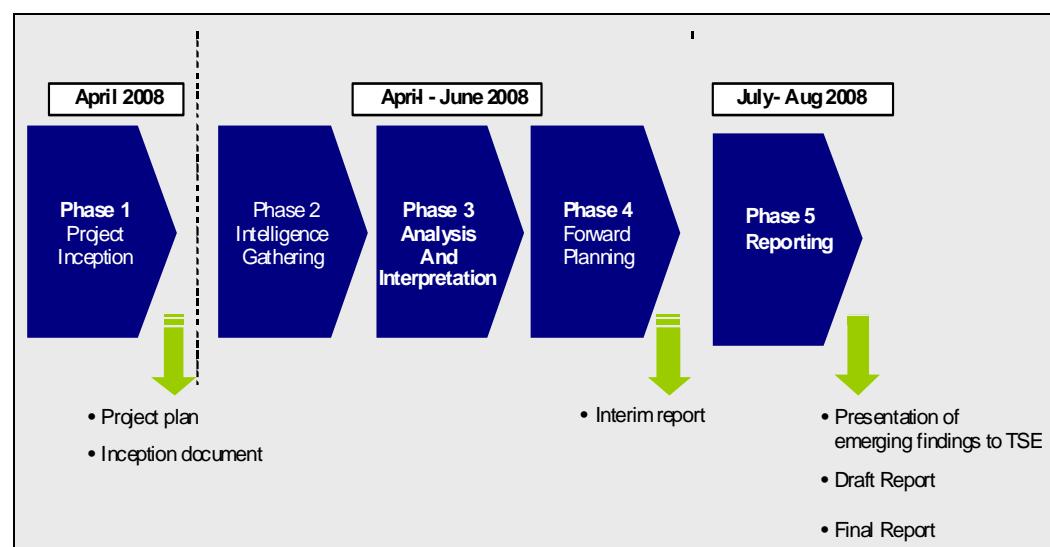 April 2008
April - June 2008
July- Aug 2008
Phase 1
Project
Inception
Phase 2
Intelligence
Gathering
Phase 3
Analysis
And
Interpretation
Phase 4
Forward
Planning
Phase 5
Reporting
• Project plan
• Inception document
• Interim report
• Presentation of
emerging findings to TSE
• Draft Report
• Final Report